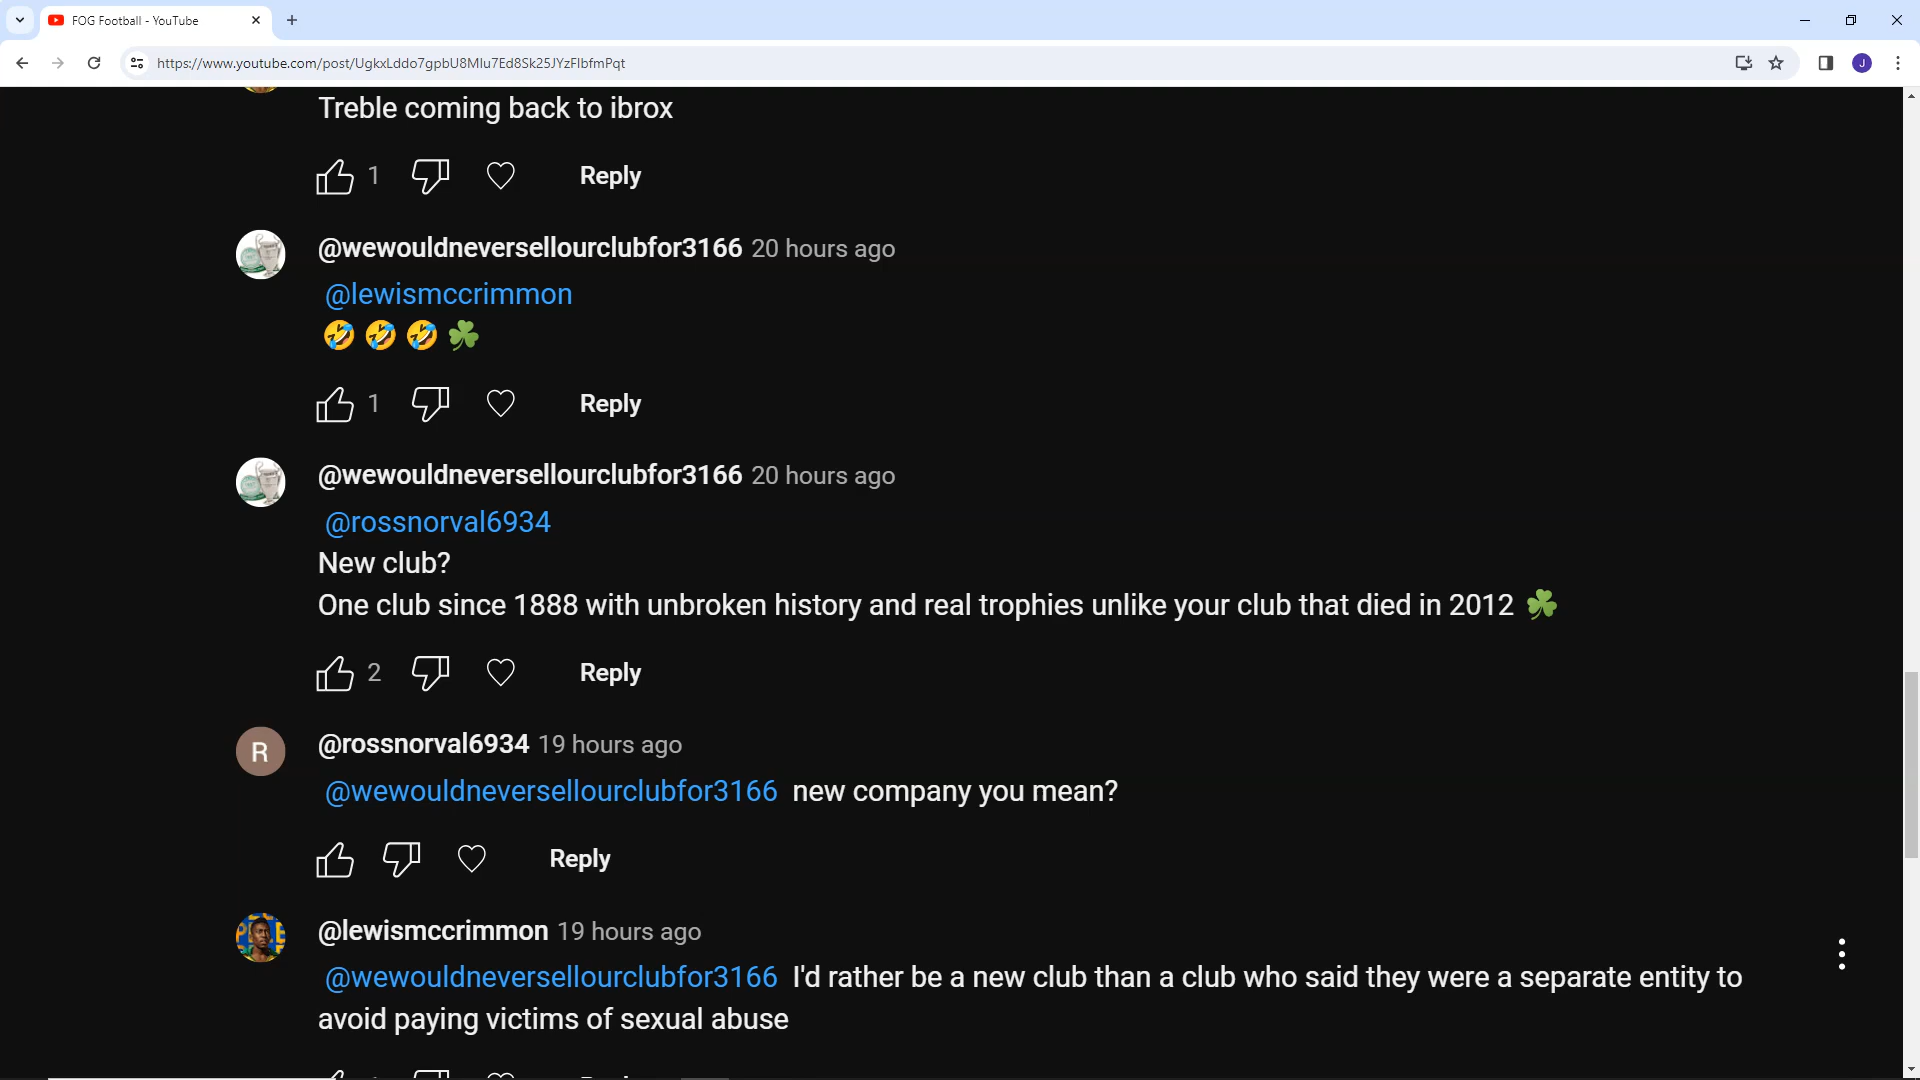 FOG Football - YouTube
https://www.youtube.com/post/UgkxLddo7gpbU8Mlu7Ed8Sk25JYzFlbfmPqt
J
Treble coming back to ibrox
1 Reply
@wewouldneversellourclubfor3166 20 hours ago
@lewismccrimmon
🤣🤣🤣☘️
1 Reply
@wewouldneversellourclubfor3166 20 hours ago
@rossnorval6934
New club?
One club since 1888 with unbroken history and real trophies unlike your club that died in 2012 ☘️
2 Reply
R
@rossnorval6934 19 hours ago
@wewouldneversellourclubfor3166 new company you mean?
Reply
@lewismccrimmon 19 hours ago
@wewouldneversellourclubfor3166 I'd rather be a new club than a club who said they were a separate entity to
avoid paying victims of sexual abuse